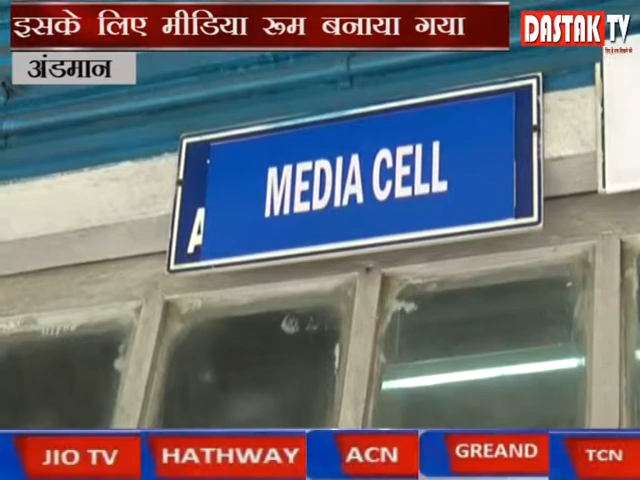 इसके लिए मीडिया रूम बनाया गया
DASTAK TV
अंडमान
MEDIA CELL
A
JIO TV HATHWAY ACN GREAND TCN